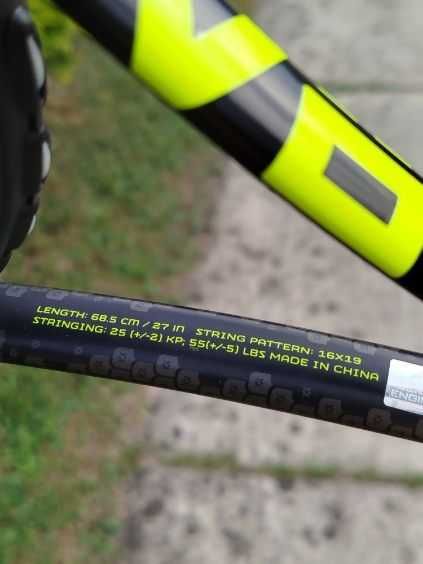 LENGTH: 68.5 cm / 27 in STRING PATTERN: 16X19
STRINGING: 25 (+/-2) KP, 55(+/-5) LBS MADE IN CHINA